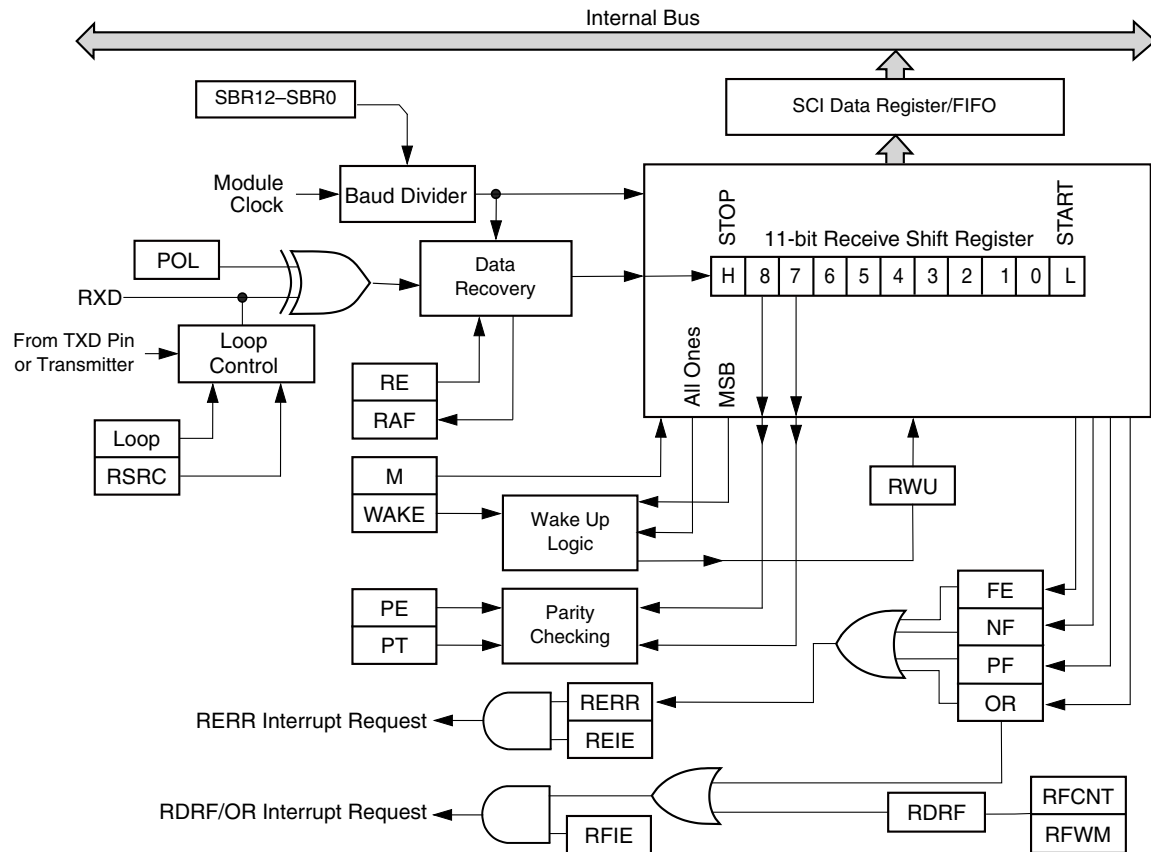 Internal Bus
SBR12–SBR0
SCI Data Register/FIFO
Module
Clock
Baud Divider
STOP
START
11-bit Receive Shift Register
H 8 7 6 5 4 3 2 1 0 L
POL
RXD
Data
Recovery
From TXD Pin
or Transmitter
Loop
Control
All Ones
MSB
RE
RAF
Loop
RSRC
M
WAKE
RWU
Wake Up
Logic
PE
PT
Parity
Checking
FE
NF
PF
OR
RERR Interrupt Request
RERR
REIE
RDRF/OR Interrupt Request
RFIE
RDRF
RFCNT
RFWM